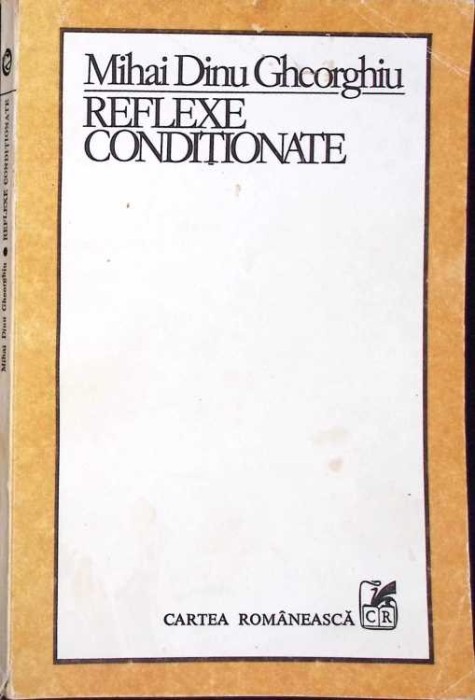 Mihai Dinu Gheorghiu
REFLEXE
CONDIȚIONATE
CARTEA ROMÂNEASCĂ
CR
Mihai Dinu Gheorghiu ● REFLEXE CONDIȚIONATE